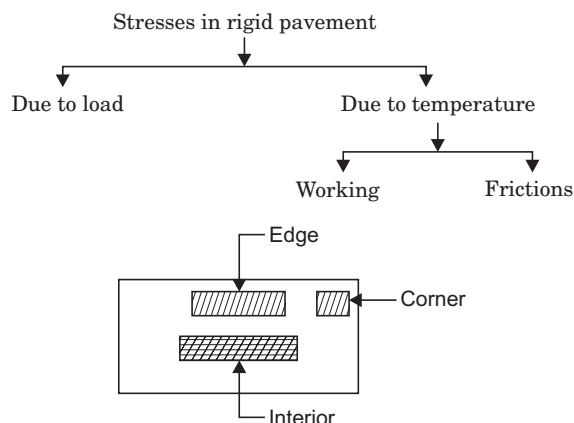 Stresses in rigid pavement
Due to load
Due to temperature
Working
Frictions
Edge
Corner
Interior